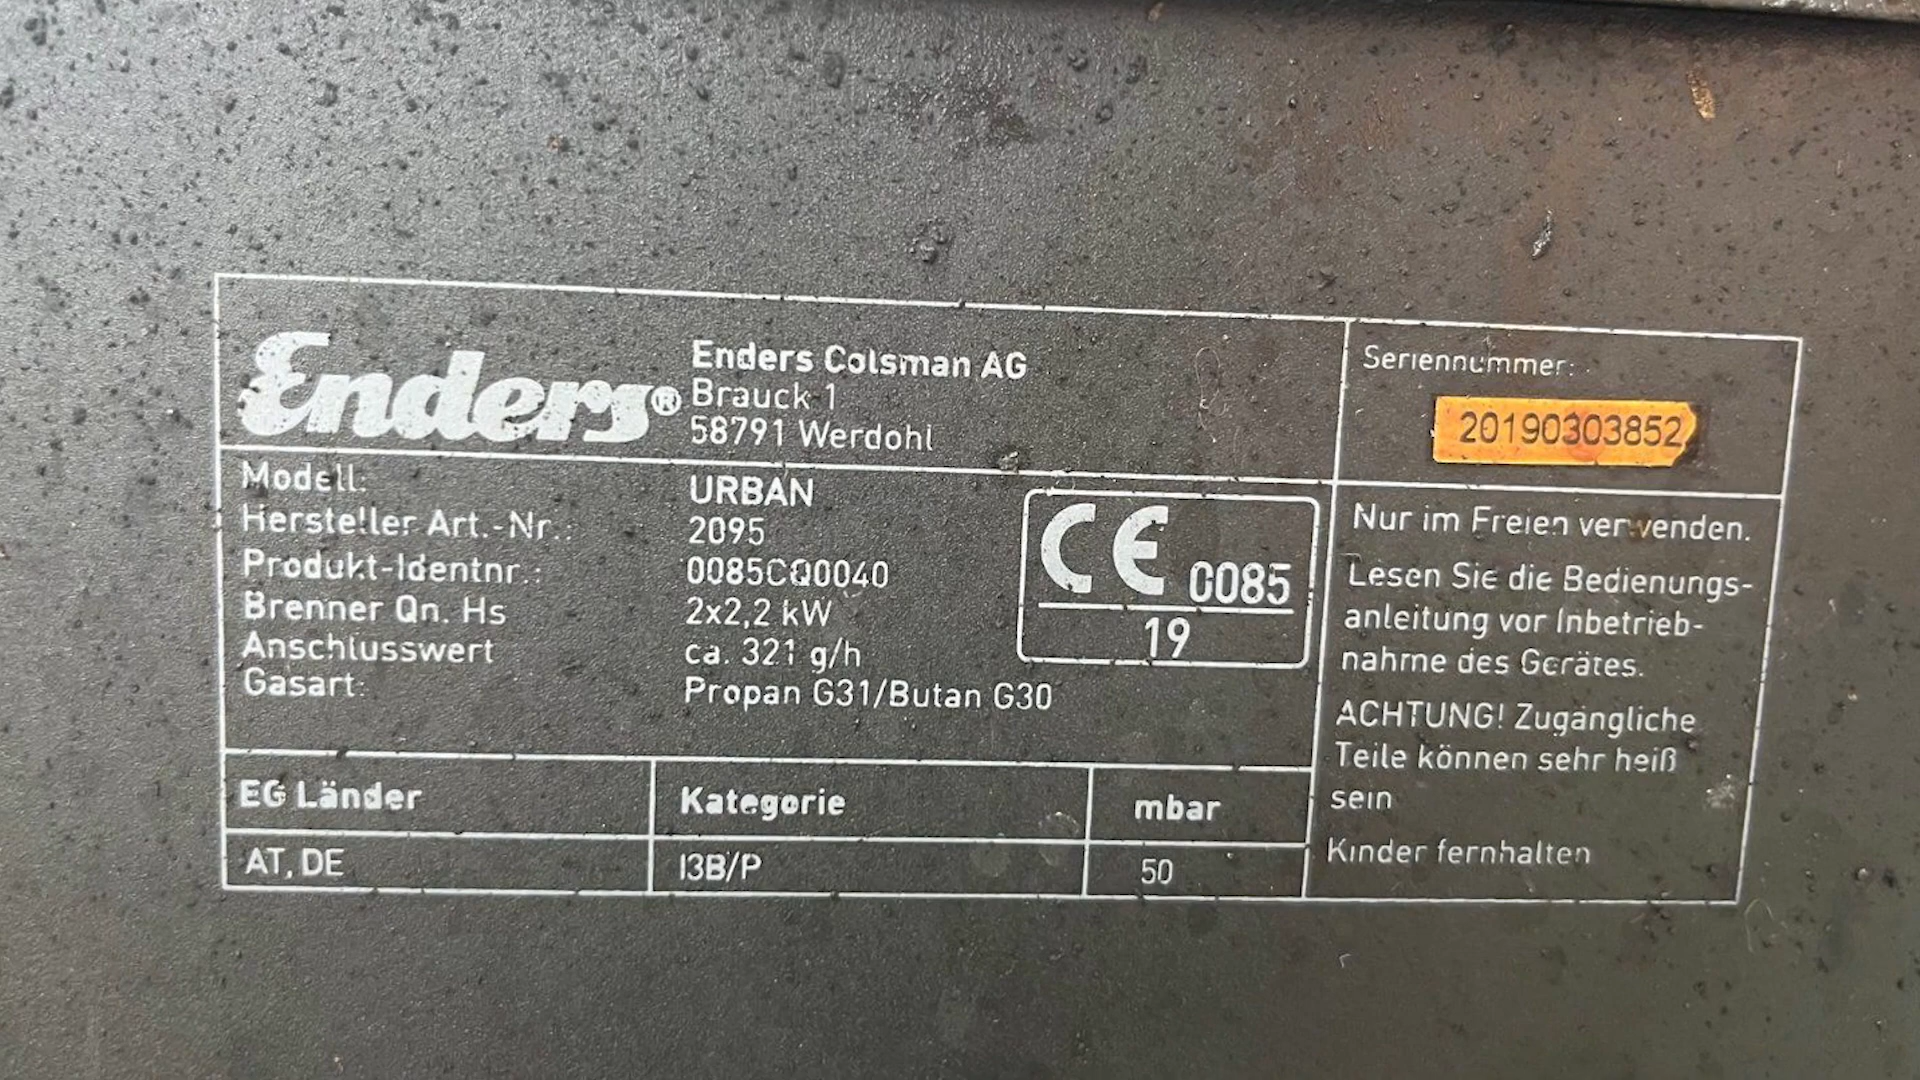 Enders®
Enders Colsman AG
Brauck 1
58791 Werdohl
Seriennummer:
20190303852
Modell: URBAN
Hersteller Art.-Nr.: 2095
Produkt-Identnr.: 0085CQ0040
Brenner Qn. Hs 2x2,2 kW
Anschlusswert ca. 321 g/h
Gasart: Propan G31/Butan G30
CE 0085
19
Nur im Freien verwenden.
Lesen Sie die Bedienungs-
anleitung vor Inbetrieb-
nahme des Gerätes.
ACHTUNG! Zugängliche
Teile können sehr heiß
sein
Kinder fernhalten
EG Länder Kategorie mbar
AT, DE I3B/P 50